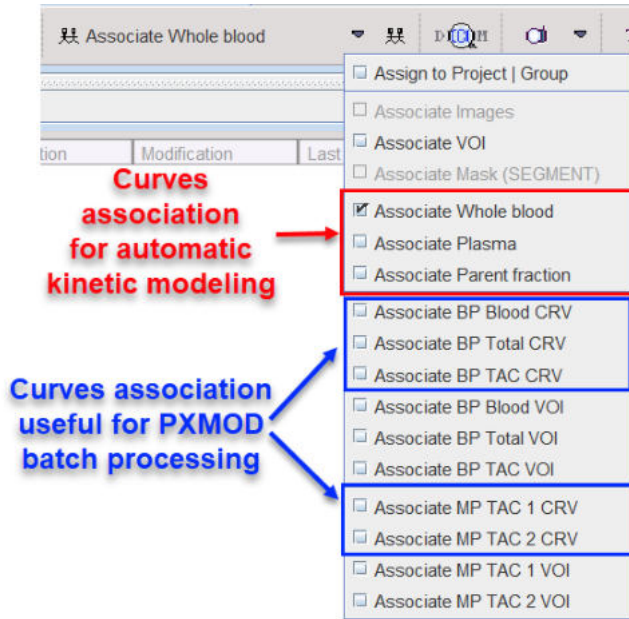 Associate Whole blood
DICOM
Assign to Project | Group
Associate Images
tion Modification Last
Associate VOI
Associate Mask (SEGMENT)
Curves
association
for automatic
kinetic modeling
Associate Whole blood
Associate Plasma
Associate Parent fraction
Associate BP Blood CRV
Associate BP Total CRV
Associate BP TAC CRV
Curves association
useful for PXMOD
batch processing
Associate BP Blood VOI
Associate BP Total VOI
Associate BP TAC VOI
Associate MP TAC 1 CRV
Associate MP TAC 2 CRV
Associate MP TAC 1 VOI
Associate MP TAC 2 VOI